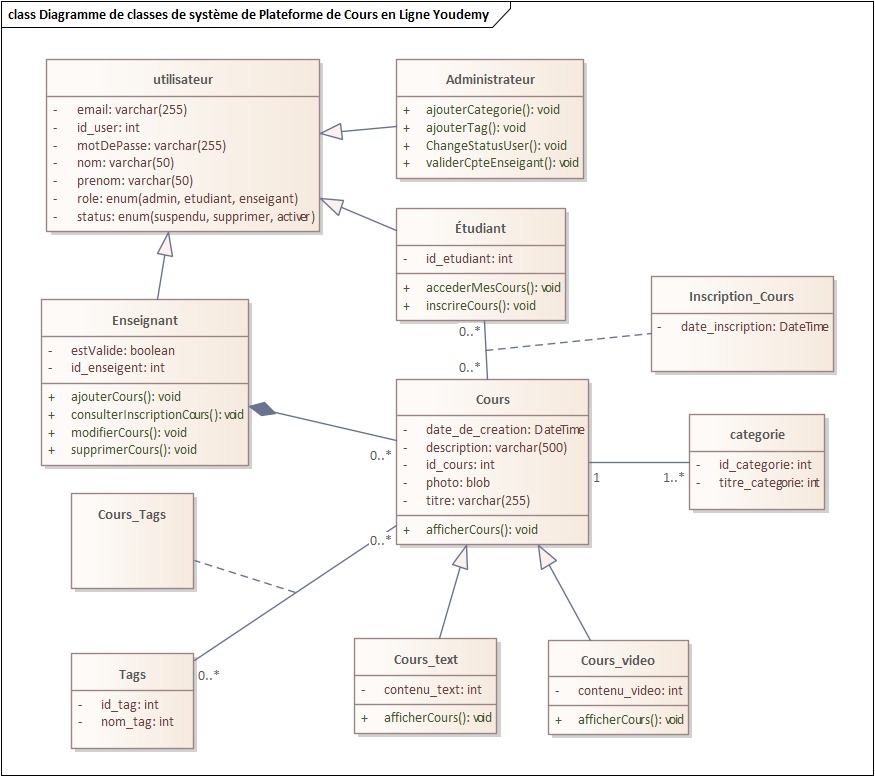 class Diagramme de classes de système de Plateforme de Cours en Ligne Youdemy
utilisateur
- email: varchar(255)
- id_user: int
- motDePasse: varchar(255)
- nom: varchar(50)
- prenom: varchar(50)
- role: enum(admin, etudiant, enseigant)
- status: enum(suspendu, supprimer, activer)
Administrateur
+ ajouterCategorie(): void
+ ajouterTag(): void
+ ChangeStatusUser(): void
+ validerCpteEnseigant(): void
Étudiant
- id_etudiant: int
+ accederMesCours(): void
+ inscrireCours(): void
0..*
0..*
Inscription_Cours
- date_inscription: DateTime
Enseignant
- estValide: boolean
- id_enseigent: int
+ ajouterCours(): void
+ consulterInscriptionCours(): void
+ modifierCours(): void
+ supprimerCours(): void
0..*
Cours
- date_de_creation: DateTime
- description: varchar(500)
- id_cours: int
- photo: blob
- titre: varchar(255)
+ afficherCours(): void
1
1..*
categorie
- id_categorie: int
- titre_categorie: int
Cours_Tags
0..*
0..*
Tags
- id_tag: int
- nom_tag: int
Cours_text
- contenu_text: int
+ afficherCours(): void
Cours_video
- contenu_video: int
+ afficherCours(): void